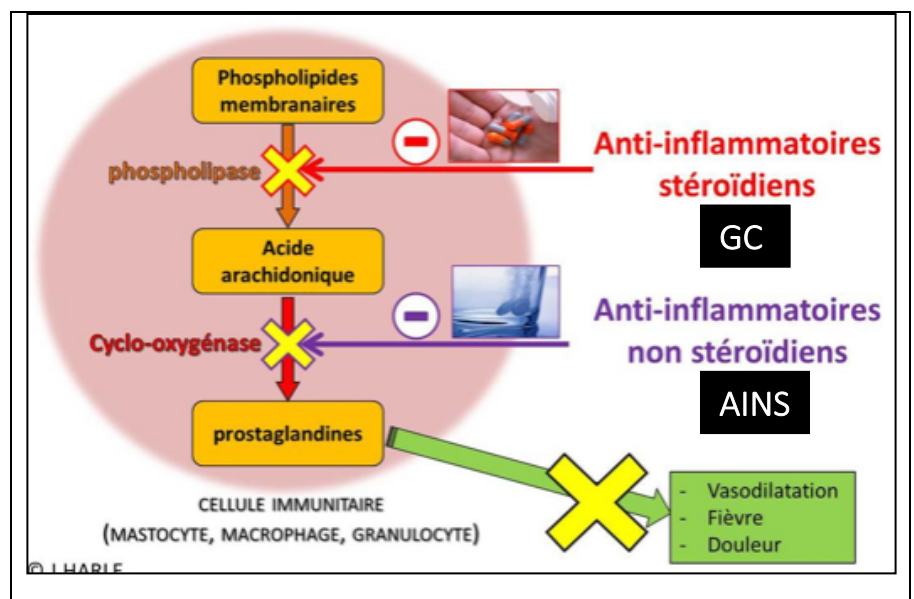 Phospholipides
membranaires
phospholipase
Anti-inflammatoires
stéroïdiens
GC
Acide
arachidonique
Cyclo-oxygénase
Anti-inflammatoires
non stéroïdiens
AINS
prostaglandines
- Vasodilatation
- Fièvre
- Douleur
CELLULE IMMUNITAIRE
(MASTOCYTE, MACROPHAGE, GRANULOCYTE)
©